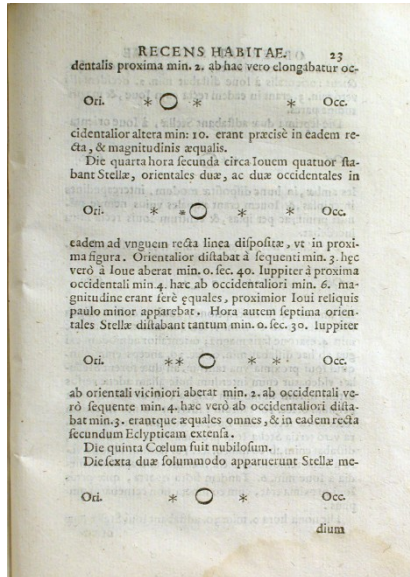 RECENS HABITAE. 23
dentalis proxima min. 2. ab hac vero elongabatur oc-
Ori. * O * * Occ.
cidentalior altera min: 10. erant præcisè in eadem re-
cta, & magnitudinis æqualis.
Die quarta hora secunda circa Iouem quatuor sta-
bant Stellæ, orientales duæ, ac duæ occidentales in
Ori. * * O * * Occ.
eadem ad vnguem recta linea dispositæ, vt in proxi-
ma figura. Orientalior distabat à sequenti min. 3. hęc
verò à Ioue aberat min. 0. sec. 40. Iuppiter à proxima
occidentali min. 4. hæc ab occidentaliori min. 6. ma-
gnitudine erant ferè ęquales, proximior Ioui reliquis
paulo minor apparebat. Hora autem septima orien-
tales Stellæ distabant tantum min. 0. sec. 30. Iuppiter
Ori. ** O * * Occ.
ab orientali viciniori aberat min. 2. ab occidentali ve-
rò sequente min. 4. hæc verò ab occidentaliori dista-
bat min. 3. erantque æquales omnes, & in eadem recta
secundum Eclypticam extensa.
Die quinta Cœlum fuit nubilosum.
Die sexta duæ solummodo apparuerunt Stellæ me-
Ori. * O * Occ.
dium